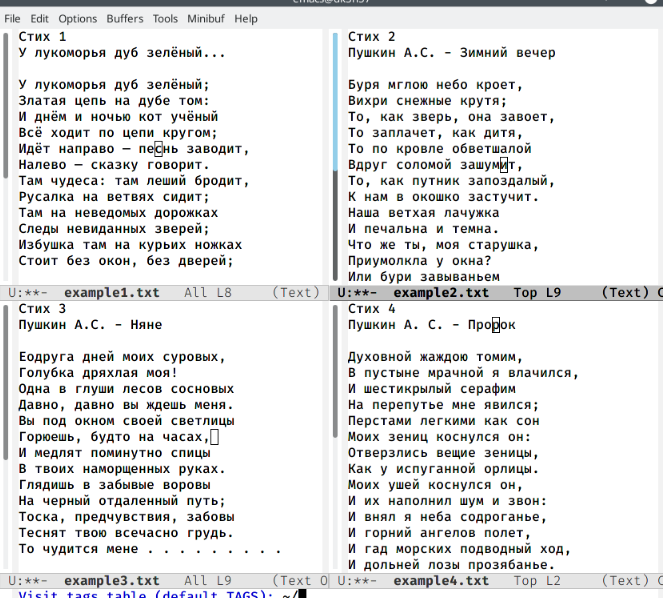 File Edit Options Buffers Tools Minibuf Help
Стих 1
У лукоморья дуб зелёный...
У лукоморья дуб зелёный;
Златая цепь на дубе том:
И днём и ночью кот учёный
Всё ходит по цепи кругом;
Идёт направо — песнь заводит,
Налево — сказку говорит.
Там чудеса: там леший бродит,
Русалка на ветвях сидит;
Там на неведомых дорожках
Следы невиданных зверей;
Избушка там на курьих ножках
Стоит без окон, без дверей;
U:**- example1.txt All L8 (Text)
Стих 2
Пушкин А.С. - Зимний вечер
Буря мглою небо кроет,
Вихри снежные крутя;
То, как зверь, она завоет,
То заплачет, как дитя,
То по кровле обветшалой
Вдруг соломой зашумит,
То, как путник запоздалый,
К нам в окошко застучит.
Наша ветхая лачужка
И печальна и темна.
Что же ты, моя старушка,
Приумолкла у окна?
Или бури завываньем
U:**- example2.txt Top L9 (Text)
Стих 3
Пушкин А.С. - Няне
Еодруга дней моих суровых,
Голубка дряхлая моя!
Одна в глуши лесов сосновых
Давно, давно вы ждешь меня.
Вы под окном своей светлицы
Горюешь, будто на часах,
И медлят поминутно спицы
В твоих наморщенных руках.
Глядишь в забывые воровы
На черный отдаленный путь;
Тоска, предчувствия, забовы
Теснят твою всечасно грудь.
То чудится мене . . . . . . . . .
U:**- example3.txt All L9 (Text
Стих 4
Пушкин А. С. - Пророк
Духовной жаждою томим,
В пустыне мрачной я влачился,
И шестикрылый серафим
На перепутье мне явился;
Перстами легкими как сон
Моих зениц коснулся он:
Отверзлись вещие зеницы,
Как у испуганной орлицы.
Моих ушей коснулся он,
И их наполнил шум и звон:
И внял я неба содроганье,
И горний ангелов полет,
И гад морских подводный ход,
И дольней лозы прозябанье.
U:**- example4.txt Top L2 (Text)
Visit tags table (default TAGS): ~/